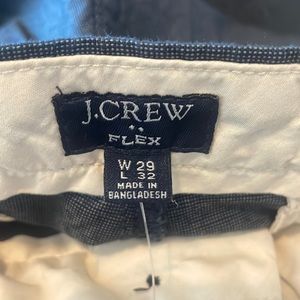 J.CREW
FLEX
W 29
L 32
MADE IN
BANGLADESH